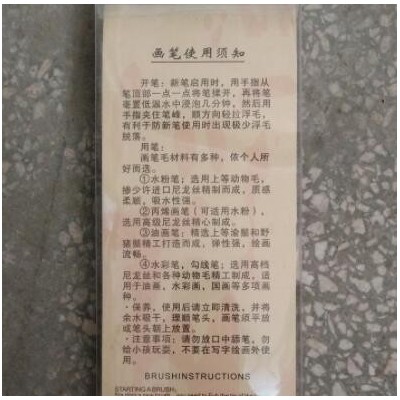 画笔使用须知
开笔：新笔启用时，用手指从
笔顶部一点一点将笔揉开，再将笔
毫置低温水中浸泡几分钟，然后用
手指夹住笔峰，顺方向轻拉浮毛，
有利于防新笔使用时出现极少浮毛
脱落。
用笔：
画笔毛材料有多种，依个人所
好而选。
①水粉笔；选用上等动物毛，
掺少许进口尼龙丝精制而成，质感
柔顺，吸水性强。
②丙烯画笔（可适用水粉），
选用高级尼龙丝精心制成。
③油画笔：精选上等渝鬃和野
猪鬃精工打造而成，弹性强，绘画
流畅。
④水彩笔，勾线笔；选用高档
尼龙丝和各种动物毛精工制成，适
用于油画，水彩画，国画等多项画
种。
·保养，使用后请立即清洗，并将
余水晾干，理顺笔头，画笔须平放
或笔头朝上放置。
·注意事项：请勿放口中舔笔，勿
给小孩玩耍，不要在写字绘画外使
用。
BRUSHINSTRUCTIONS
STARTING A BRUSH: